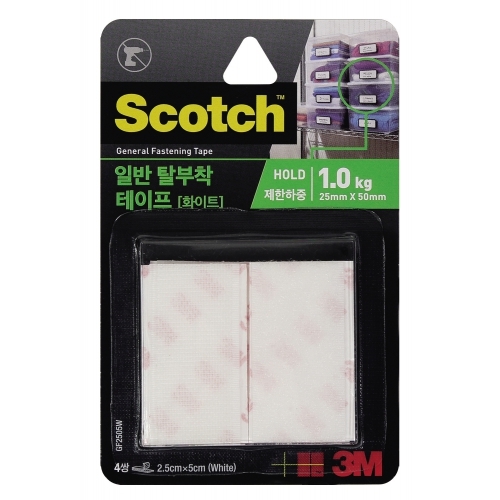 Scotch™
General Fastening Tape
일반 탈부착
테이프 [화이트]
HOLD
제한하중
1.0 kg
25mm X 50mm
GF2505W
4쌍
2.5cm×5cm (White)
3M